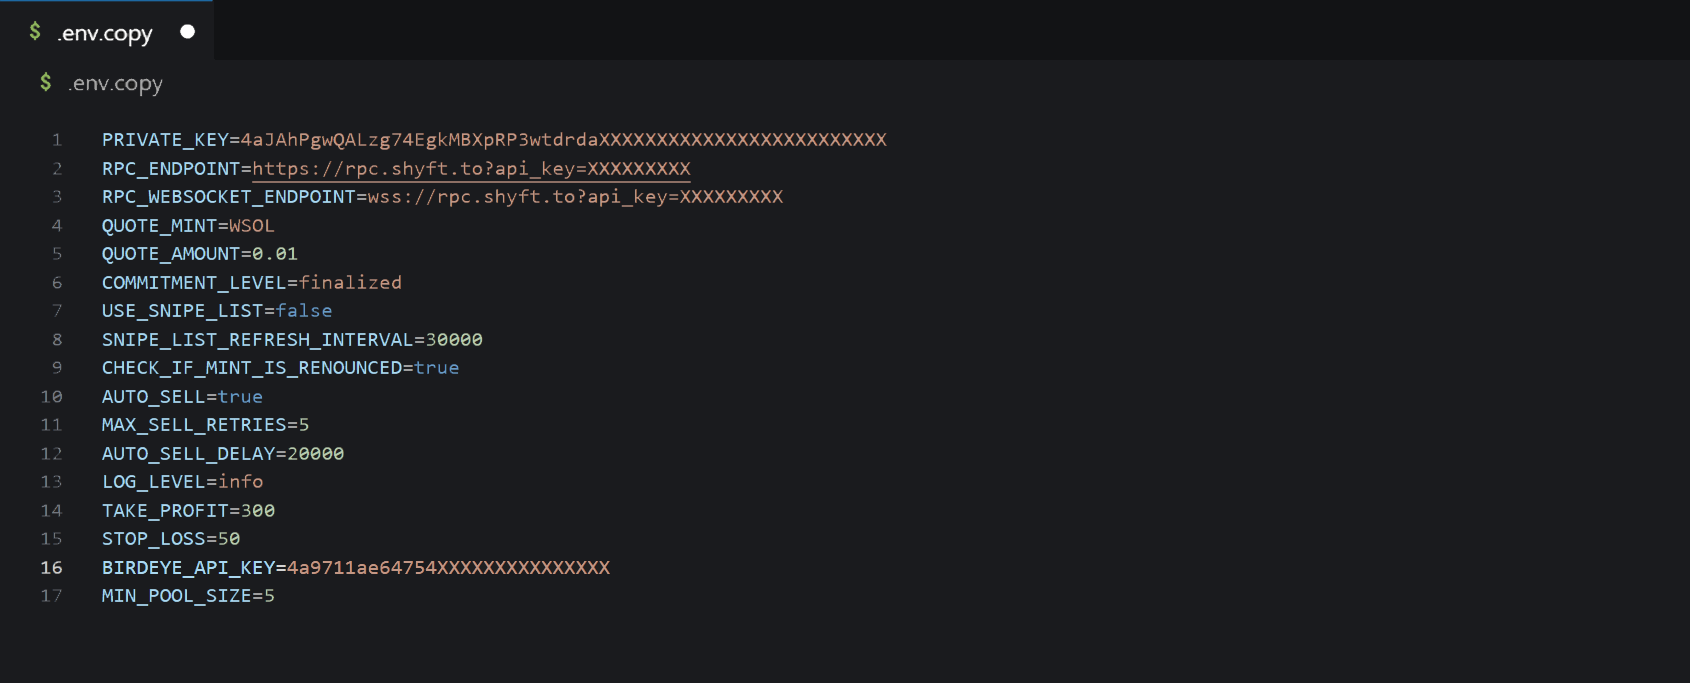 $ .env.copy
$ .env.copy
1 PRIVATE_KEY=4aJAhPgwQALzg74EgkMBXpRP3wtdrdaXXXXXXXXXXXXXXXXXXXXXXXXX
2 RPC_ENDPOINT=https://rpc.shyft.to?api_key=XXXXXXXXX
3 RPC_WEBSOCKET_ENDPOINT=wss://rpc.shyft.to?api_key=XXXXXXXXX
4 QUOTE_MINT=WSOL
5 QUOTE_AMOUNT=0.01
6 COMMITMENT_LEVEL=finalized
7 USE_SNIPE_LIST=false
8 SNIPE_LIST_REFRESH_INTERVAL=30000
9 CHECK_IF_MINT_IS_RENOUNCED=true
10 AUTO_SELL=true
11 MAX_SELL_RETRIES=5
12 AUTO_SELL_DELAY=20000
13 LOG_LEVEL=info
14 TAKE_PROFIT=300
15 STOP_LOSS=50
16 BIRDEYE_API_KEY=4a9711ae64754XXXXXXXXXXXXXXX
17 MIN_POOL_SIZE=5